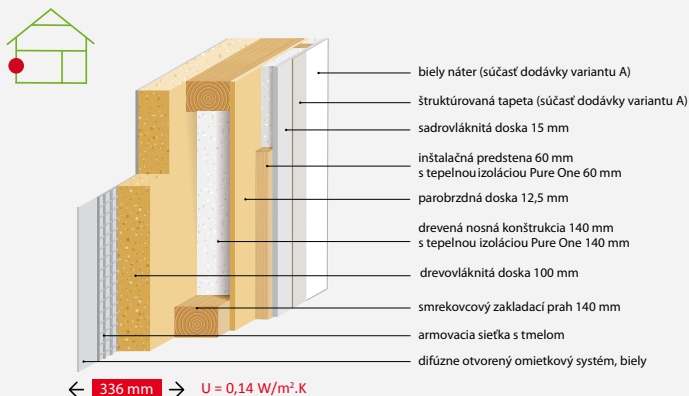 biely náter (súčasť dodávky variantu A)
štruktúrovaná tapeta (súčasť dodávky variantu A)
sadrovláknitá doska 15 mm
inštalačná predstena 60 mm
s tepelnou izoláciou Pure One 60 mm
parobrzdná doska 12,5 mm
drevená nosná konštrukcia 140 mm
s tepelnou izoláciou Pure One 140 mm
drevovláknitá doska 100 mm
smrekovcový zakladací prah 140 mm
armovacia sieťka s tmelom
difúzne otvorený omietkový systém, biely
336 mm U = 0,14 W/m².K